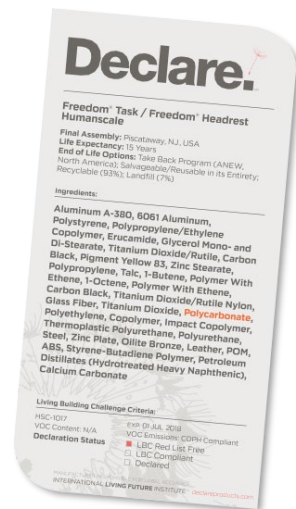 Declare.
Freedom® Task / Freedom® Headrest
Humanscale
Final Assembly: Piscataway, NJ, USA
Life Expectancy: 15 Years
End of Life Options: Take Back Program (ANEW,
North America); Salvageable/Reusable in its Entirety;
Recyclable (93%); Landfill (7%)
Ingredients:
Aluminum A-380, 6061 Aluminum,
Polystyrene, Polypropylene/Ethylene
Copolymer, Erucamide, Glycerol Mono- and
Di-Stearate, Titanium Dioxide/Rutile, Carbon
Black, Pigment Yellow 83, Zinc Stearate,
Polypropylene, Talc, 1-Butene, Polymer With
Ethene, 1-Octene, Polymer With Ethene,
Carbon Black, Titanium Dioxide/Rutile Nylon,
Glass Fiber, Titanium Dioxide, Polycarbonate,
Polyethylene, Copolymer, Impact Copolymer,
Thermoplastic Polyurethane, Polyurethane,
Steel, Zinc Plate, Oilite Bronze, Leather, POM,
ABS, Styrene-Butadiene Polymer, Petroleum
Distillates (Hydrotreated Heavy Naphthenic),
Calcium Carbonate
Living Building Challenge Criteria:
HSC-1017 EXP. 01 JUL 2018
VOC Content: N/A VOC Emissions: CDPH Compliant
Declaration Status LBC Red List Free
LBC Compliant
Declared
INTERNATIONAL LIVING FUTURE INSTITUTE™ declareproducts.com